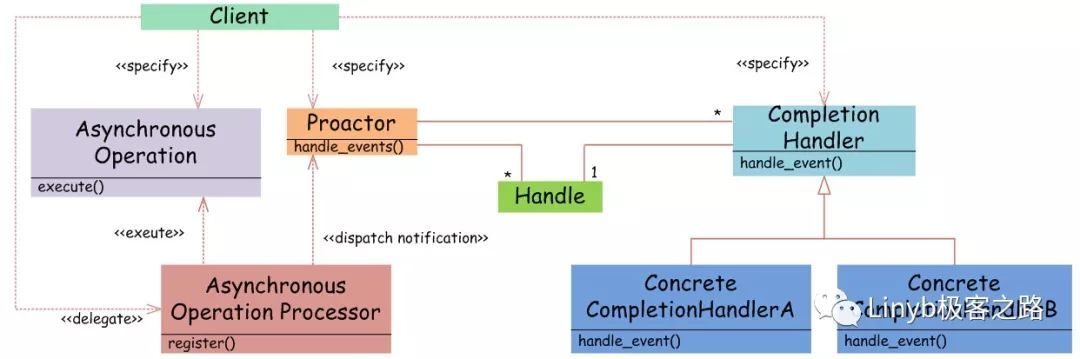 Client
<<specify>>
<<specify>>
<<specify>>
Asynchronous
Operation
execute()
Proactor
handle_events()
*
Completion
Handler
handle_event()
*
1
Handle
<<exeute>>
<<dispatch notification>>
Asynchronous
Operation Processor
register()
<<delegate>>
Concrete
CompletionHandlerA
handle_event()
Concrete
B
handle_event()
Linyb极客之路